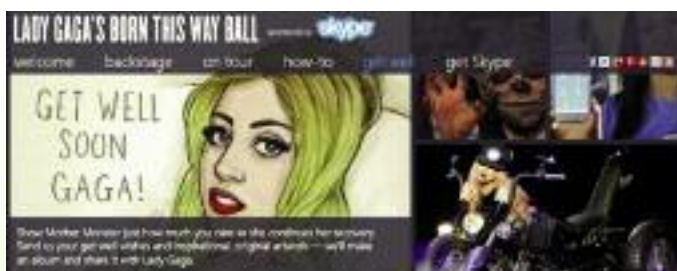 LADY GAGA'S BORN THIS WAY BALL skype
welcome backstage on tour how-to get well get Skype
GET WELL
SOON
GAGA!
Show Mother Monster just how much you care as she continues her recovery.
Send us your get well wishes and inspirational, original artwork — we'll make
an album and share it with Lady Gaga.